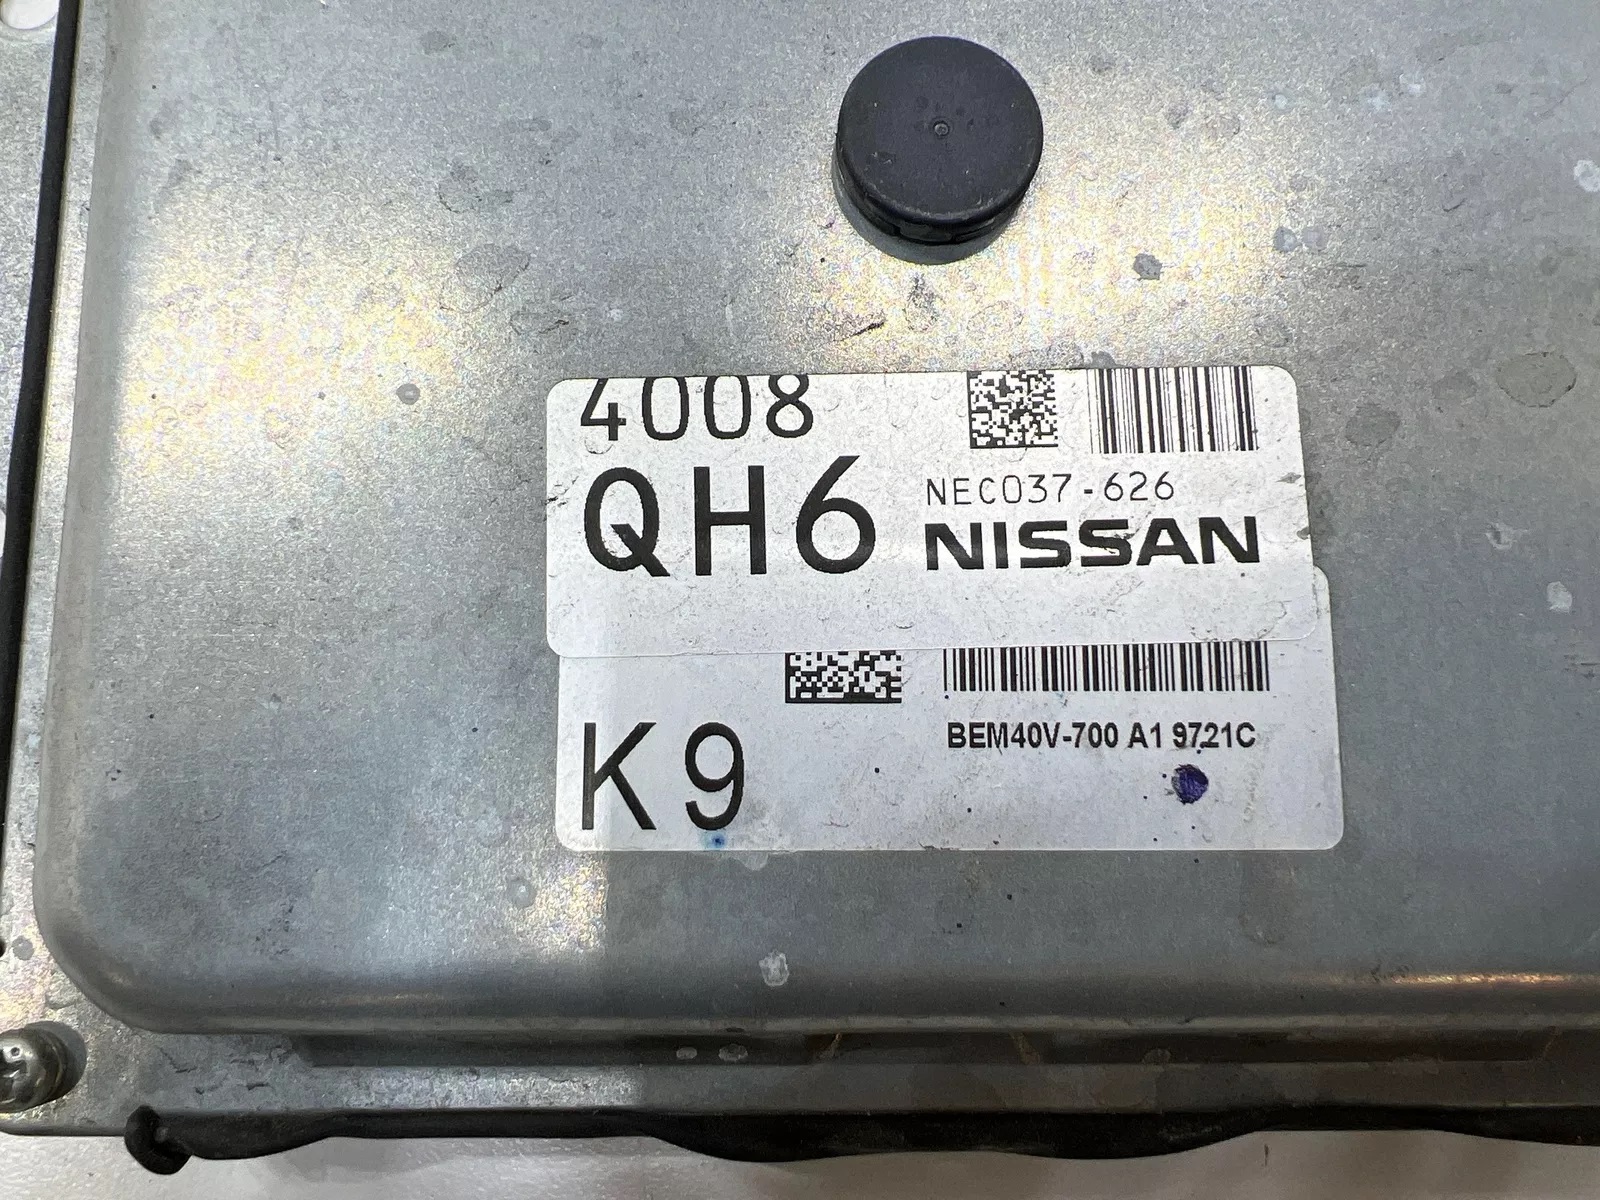 4008
QH6
NEC037-626
NISSAN
K9
BEM40V-700 A1 9721C